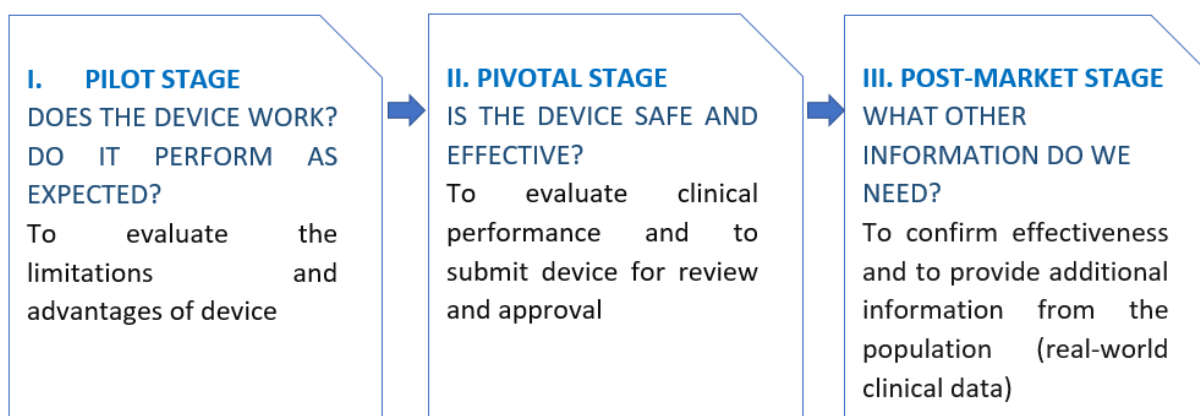 I. PILOT STAGE
DOES THE DEVICE WORK?
DO IT PERFORM AS
EXPECTED?
To evaluate the
limitations and
advantages of device
II. PIVOTAL STAGE
IS THE DEVICE SAFE AND
EFFECTIVE?
To evaluate clinical
performance and to
submit device for review
and approval
III. POST-MARKET STAGE
WHAT OTHER
INFORMATION DO WE
NEED?
To confirm effectiveness
and to provide additional
information from the
population (real-world
clinical data)